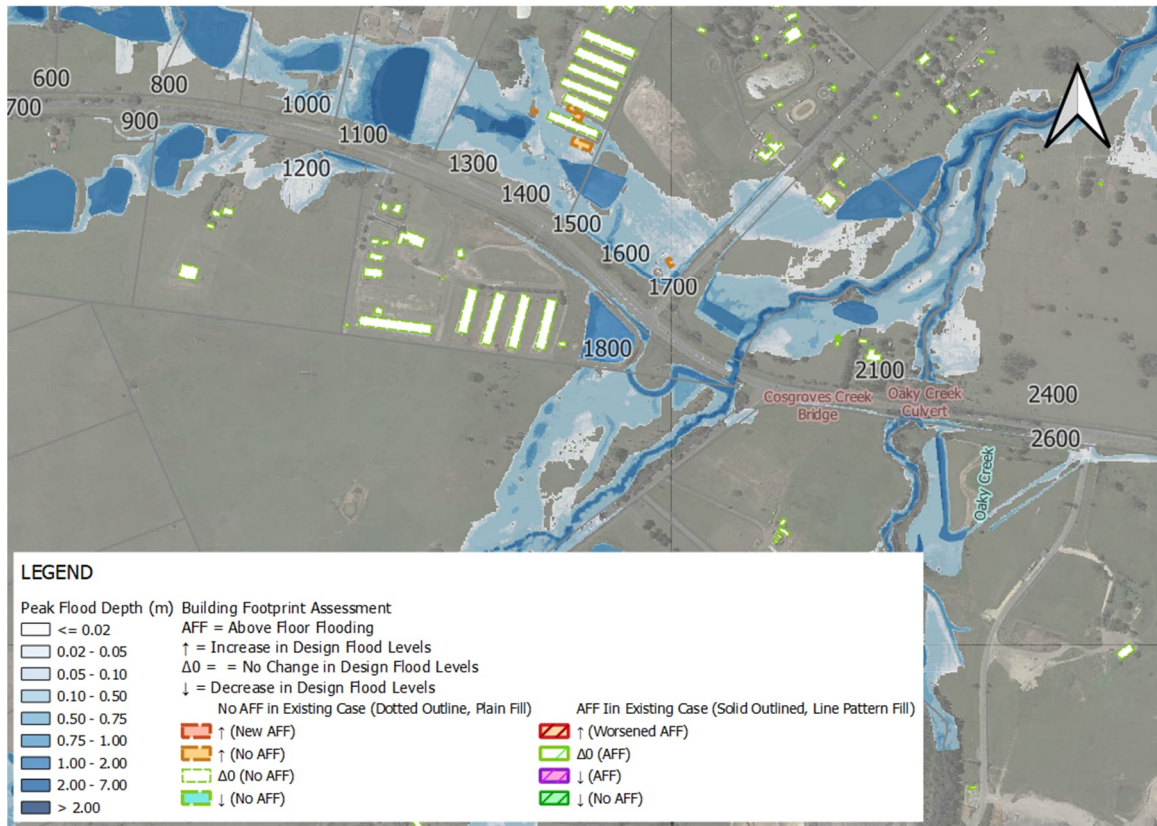 600
700
800
900
1000
1100
1200
1300
1400
1500
1600
1700
1800
2100
Cosgroves Creek
Bridge
Oaky Creek
Culvert
2400
2600
Oaky Creek
LEGEND
Peak Flood Depth (m)
<= 0.02
0.02 - 0.05
0.05 - 0.10
0.10 - 0.50
0.50 - 0.75
0.75 - 1.00
1.00 - 2.00
2.00 - 7.00
> 2.00
Building Footprint Assessment
AFF = Above Floor Flooding
↑ = Increase in Design Flood Levels
Δ0 = = No Change in Design Flood Levels
↓ = Decrease in Design Flood Levels
No AFF in Existing Case (Dotted Outline, Plain Fill)
↑ (New AFF)
↑ (No AFF)
Δ0 (No AFF)
↓ (No AFF)
AFF Iin Existing Case (Solid Outlined, Line Pattern Fill)
↑ (Worsened AFF)
Δ0 (AFF)
↓ (AFF)
↓ (No AFF)